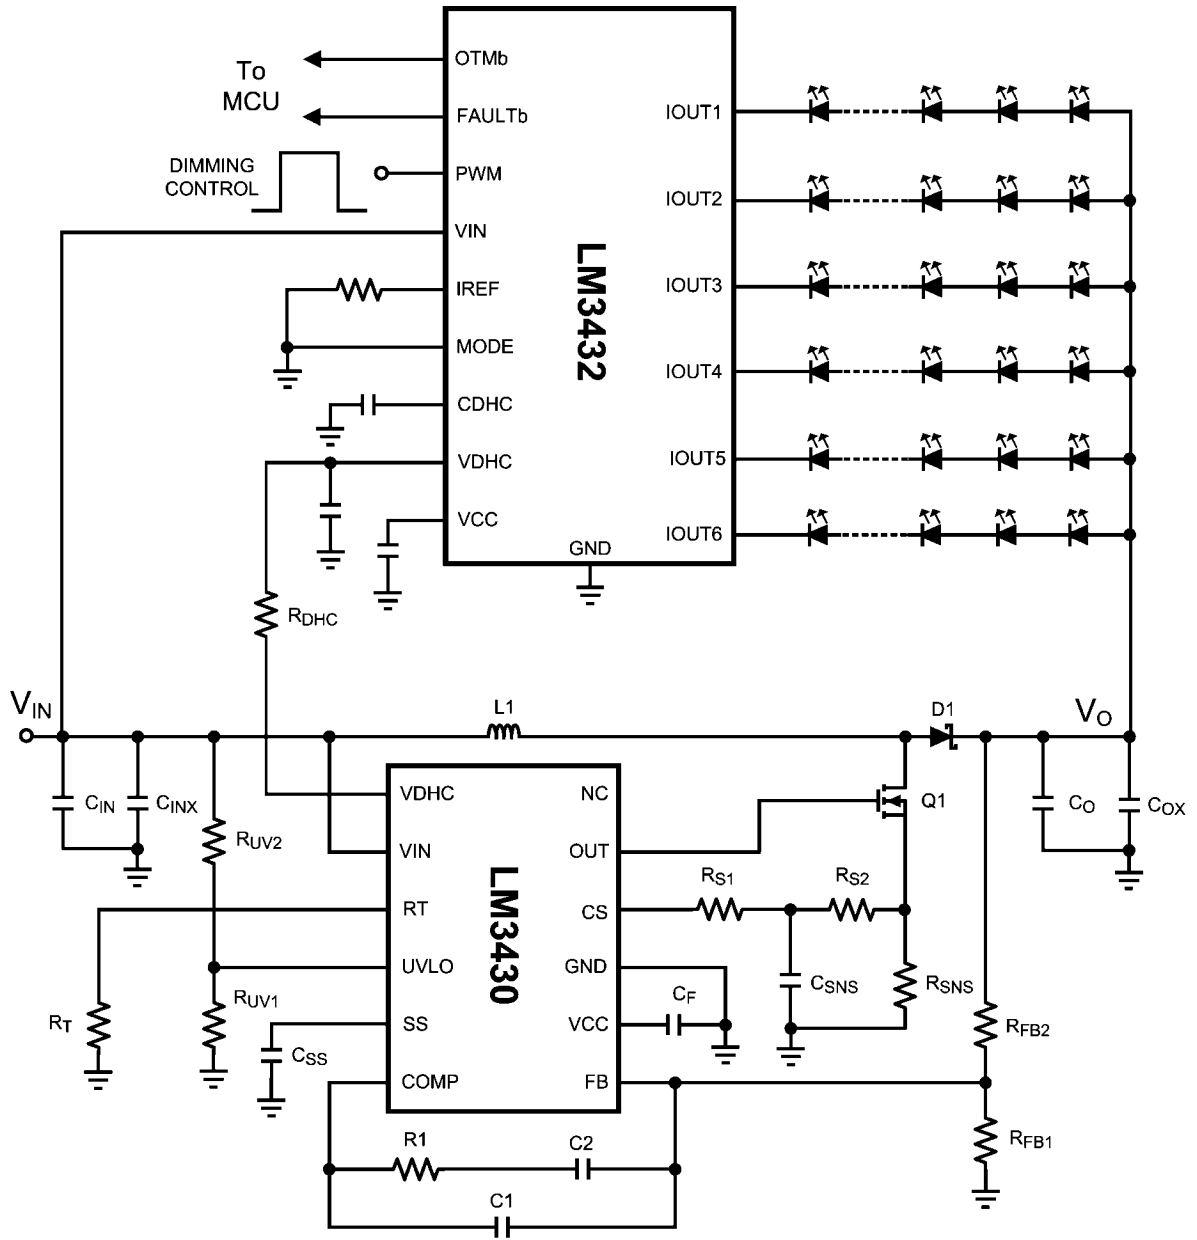 To
MCU
DIMMING
CONTROL
OTMb
FAULTb
PWM
VIN
IREF
MODE
CDHC
VDHC
VCC
LM3432
GND
IOUT1
IOUT2
IOUT3
IOUT4
IOUT5
IOUT6
RDHC
VIN
L1
D1
VO
CIN
CINX
RUV2
RUV1
RT
CSS
VDHC
VIN
RT
UVLO
SS
COMP
LM3430
NC
OUT
CS
GND
VCC
FB
Q1
RS1
RS2
CSNS
RSNS
CF
CO
COX
RFB2
RFB1
R1
C2
C1